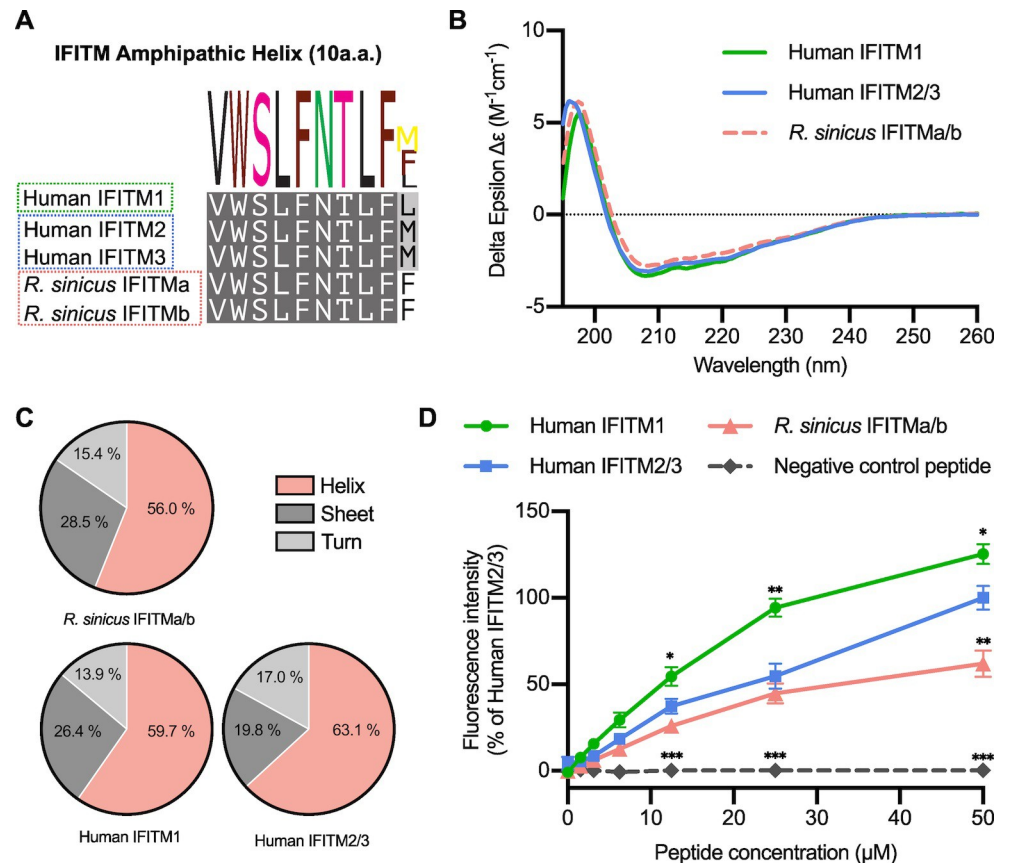 A
IFITM Amphipathic Helix (10a.a.)
VWSLFNTLFM
F
L
Human IFITM1 VWSLFNTLFL
Human IFITM2 VWSLFNTLFM
Human IFITM3 VWSLFNTLFM
R. sinicus IFITMa VWSLFNTLFF
R. sinicus IFITMb VWSLFNTLFF
B
Delta Epsilon Δε (M⁻¹cm⁻¹)
10
5
0
-5
Human IFITM1
Human IFITM2/3
R. sinicus IFITMa/b
200 210 220 230 240 250 260
Wavelength (nm)
C
15.4 %
28.5 %
56.0 %
R. sinicus IFITMa/b
Helix
Sheet
Turn
13.9 %
26.4 %
59.7 %
Human IFITM1
17.0 %
19.8 %
63.1 %
Human IFITM2/3
D
Human IFITM1 R. sinicus IFITMa/b
Human IFITM2/3 Negative control peptide
Fluorescence intensity
(% of Human IFITM2/3)
150
100
50
0
* ** *
**
*** *** ***
0 10 20 30 40 50
Peptide concentration (µM)